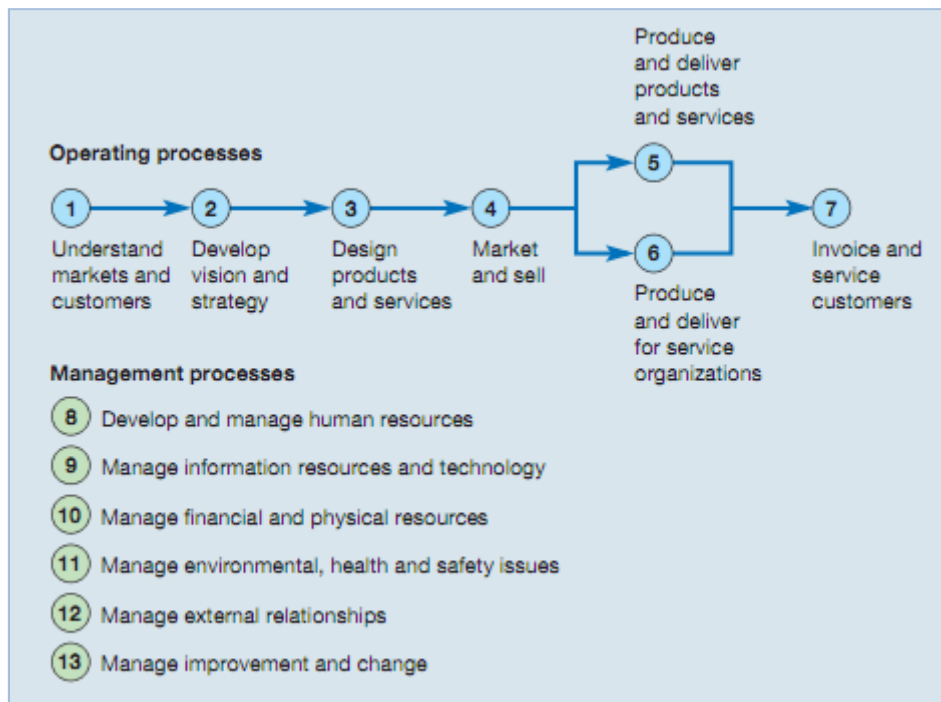 Produce
and deliver
products
and services
Operating processes
5
1
2
3
4
7
6
Understand
markets and
customers
Develop
vision and
strategy
Design
products
and services
Market
and sell
Invoice and
service
customers
Produce
and deliver
for service
organizations
Management processes
8 Develop and manage human resources
9 Manage information resources and technology
10 Manage financial and physical resources
11 Manage environmental, health and safety issues
12 Manage external relationships
13 Manage improvement and change